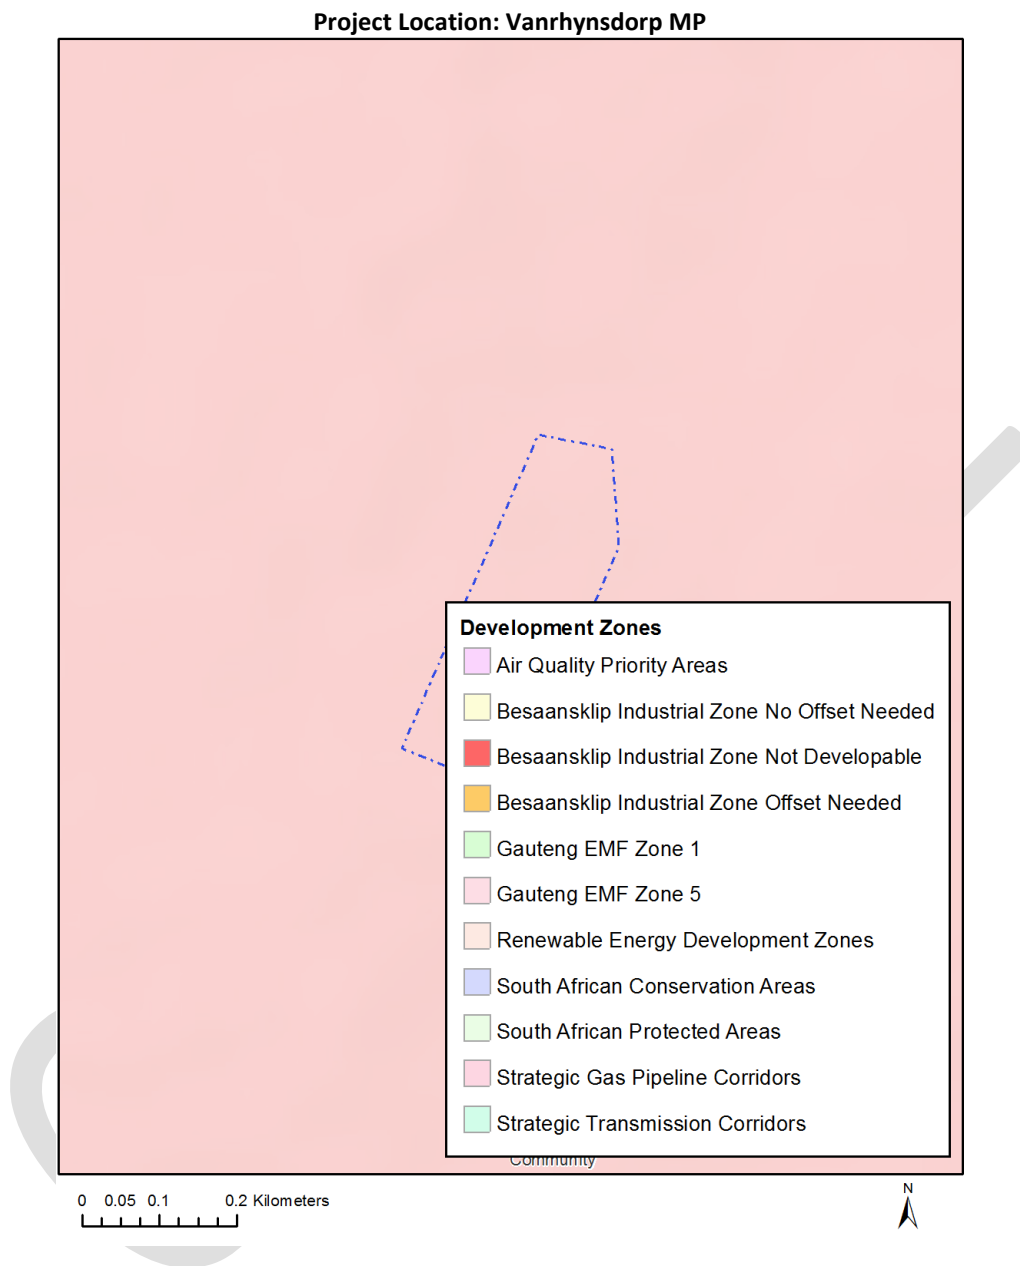 Project Location: Vanrhynsdorp MP
Development Zones
Air Quality Priority Areas
Besaansklip Industrial Zone No Offset Needed
Besaansklip Industrial Zone Not Developable
Besaansklip Industrial Zone Offset Needed
Gauteng EMF Zone 1
Gauteng EMF Zone 5
Renewable Energy Development Zones
South African Conservation Areas
South African Protected Areas
Strategic Gas Pipeline Corridors
Strategic Transmission Corridors
Community
0 0.05 0.1 0.2 Kilometers
N